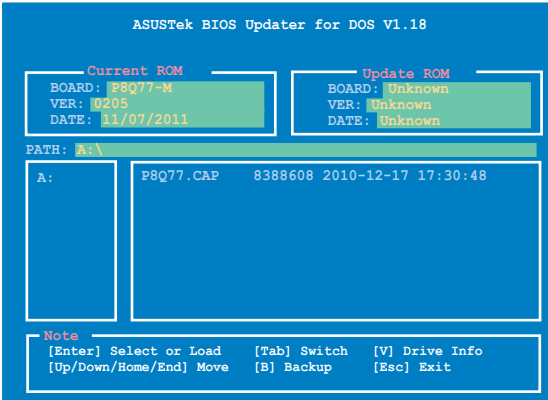 ASUSTek BIOS Updater for DOS V1.18
Current ROM
BOARD: P8Q77-M
VER: 0205
DATE: 11/07/2011
Update ROM
BOARD: Unknown
VER: Unknown
DATE: Unknown
PATH: A:\
A:
P8Q77.CAP 8388608 2010-12-17 17:30:48
Note
[Enter] Select or Load [Tab] Switch [V] Drive Info
[Up/Down/Home/End] Move [B] Backup [Esc] Exit